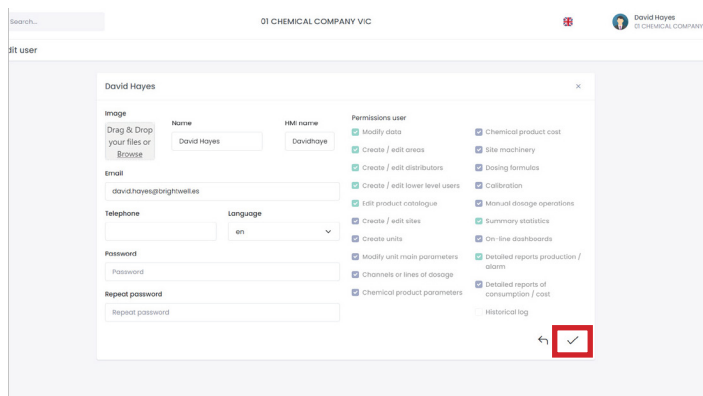 Search...
01 CHEMICAL COMPANY VIC
David Hayes
01 CHEMICAL COMPANY
dit user
David Hayes
×
Image
Drag & Drop
your files or
Browse
Name
David Hayes
HMI name
Davidhaye
Email
david.hayes@brightwell.es
Telephone
Language
en
Password
Password
Repeat password
Repeat password
Permissions user
Modify data
Create / edit areas
Create / edit distributors
Create / edit lower level users
Edit product catalogue
Create / edit sites
Create units
Modify unit main parameters
Channels or lines of dosage
Chemical product parameters
Chemical product cost
Site machinery
Dosing formulas
Calibration
Manual dosage operations
Summary statistics
On-line dashboards
Detailed reports production /
alarm
Detailed reports of
consumption / cost
Historical log